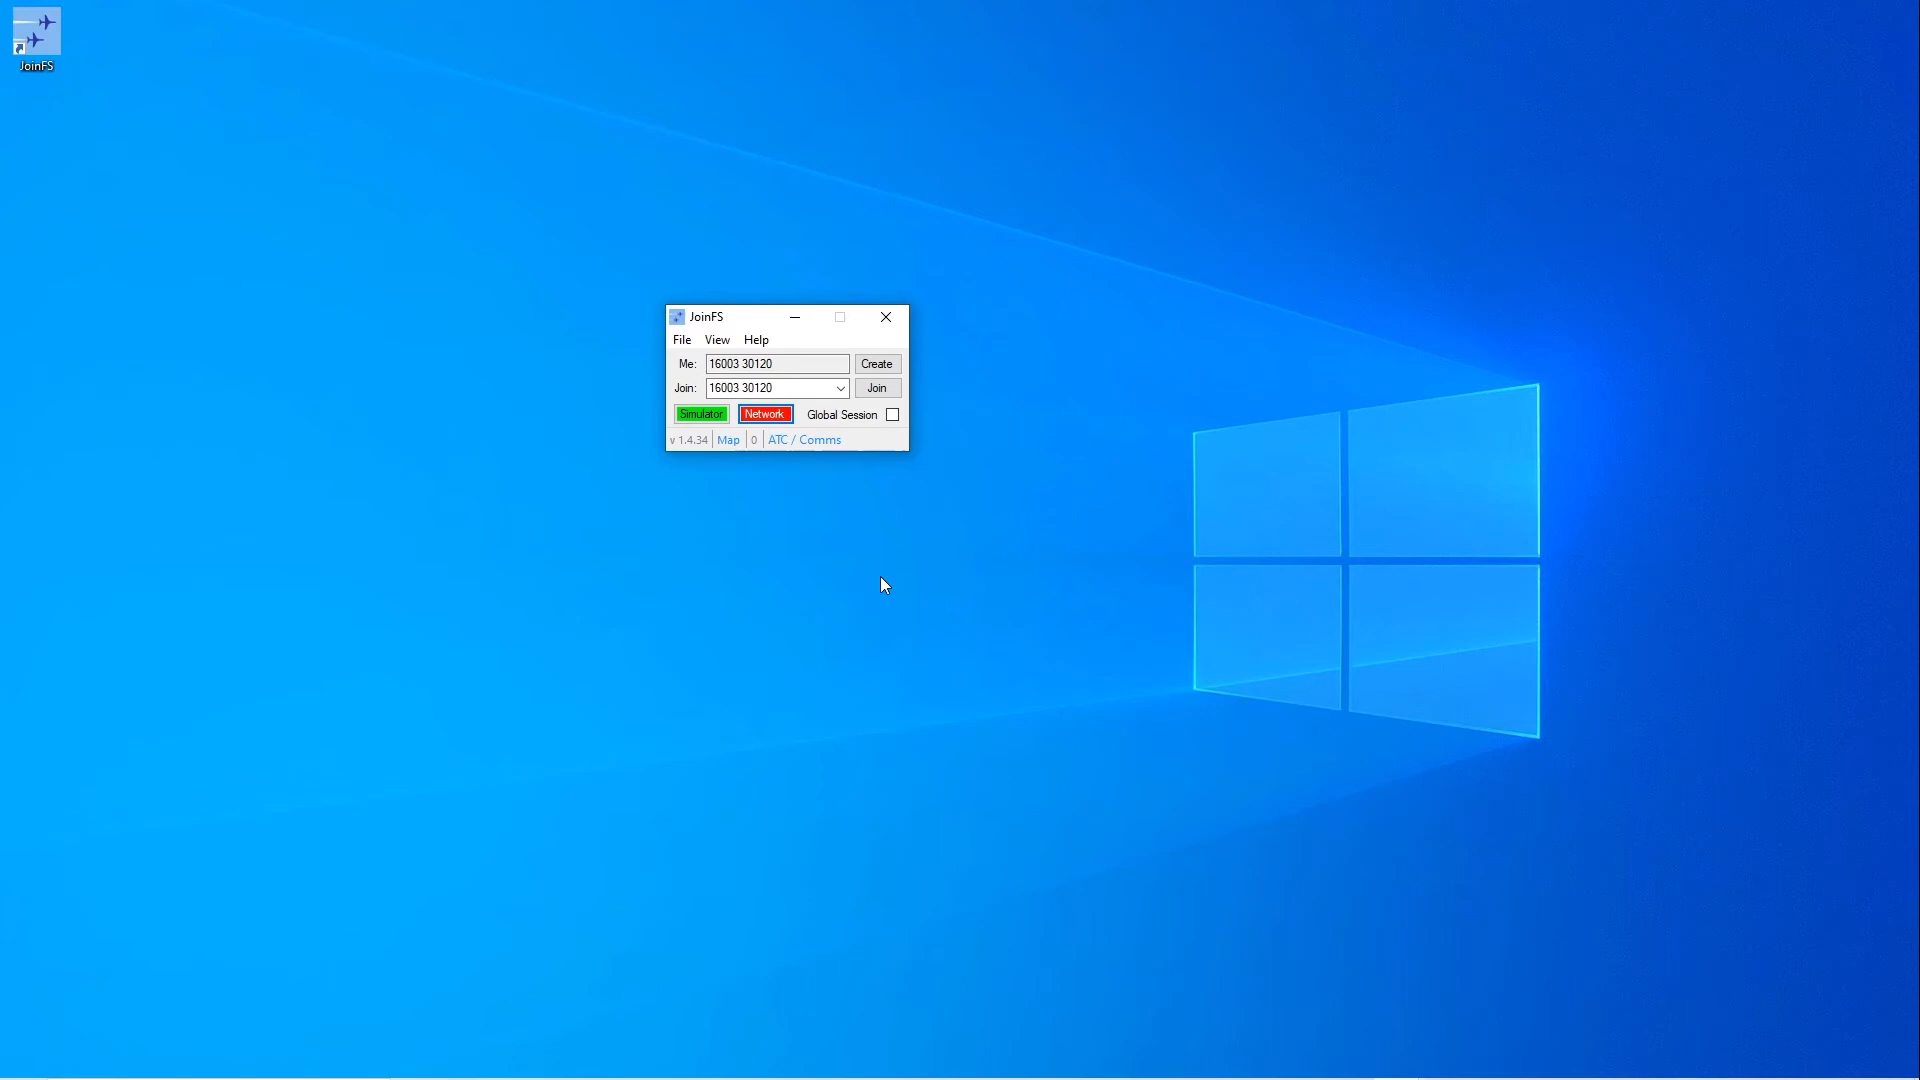 JoinFS
JoinFS
File View Help
Me: 16003 30120 Create
Join: 16003 30120 Join
Simulator Network Global Session
v 1.4.34 Map 0 ATC / Comms